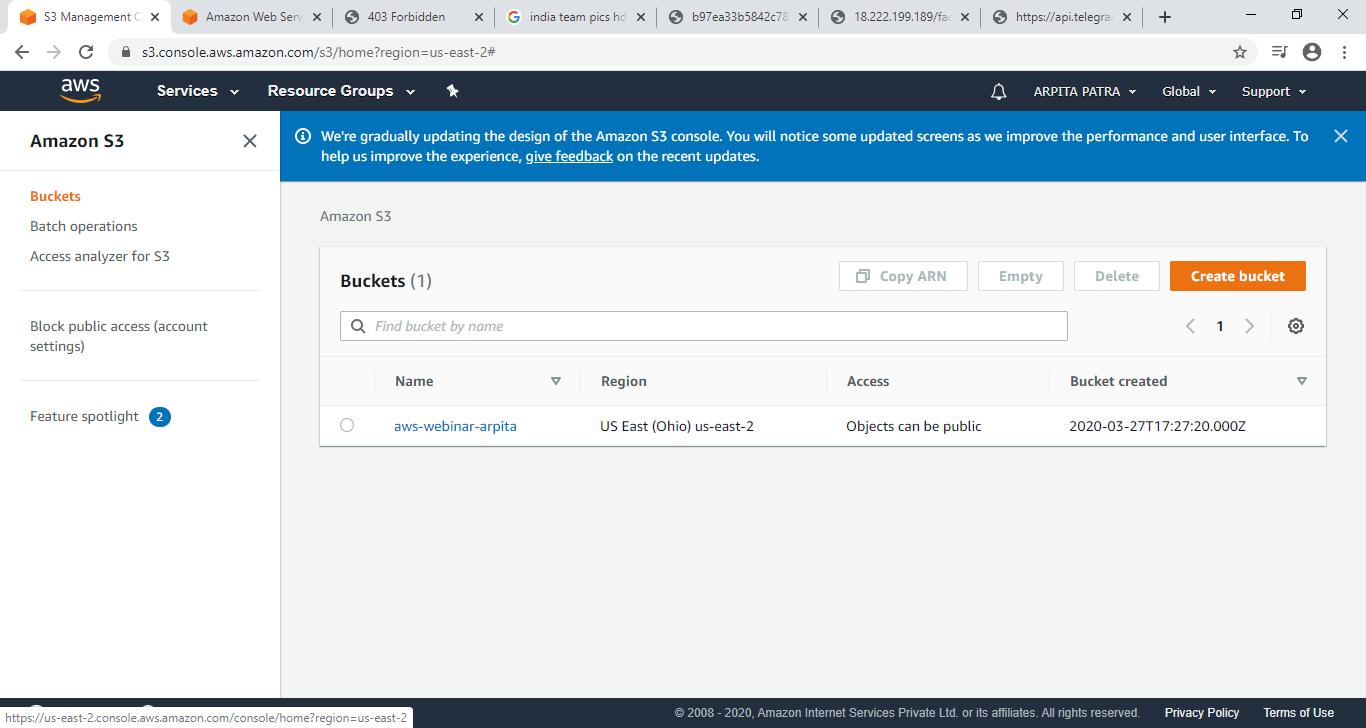 S3 Management C
Amazon Web Serv
403 Forbidden
india team pics hd
b97ea33b5842c78
18.222.199.189/fac
https://api.telegra
s3.console.aws.amazon.com/s3/home?region=us-east-2#
aws
Services
Resource Groups
ARPITA PATRA
Global
Support
Amazon S3
Buckets
Batch operations
Access analyzer for S3
Block public access (account
settings)
Feature spotlight 2
We're gradually updating the design of the Amazon S3 console. You will notice some updated screens as we improve the performance and user interface. To
help us improve the experience, give feedback on the recent updates.
Amazon S3
Buckets (1)
Copy ARN
Empty
Delete
Create bucket
Find bucket by name
1
Name
Region
Access
Bucket created
aws-webinar-arpita
US East (Ohio) us-east-2
Objects can be public
2020-03-27T17:27:20.000Z
https://us-east-2.console.aws.amazon.com/console/home?region=us-east-2
© 2008 - 2020, Amazon Internet Services Private Ltd. or its affiliates. All rights reserved.
Privacy Policy
Terms of Use